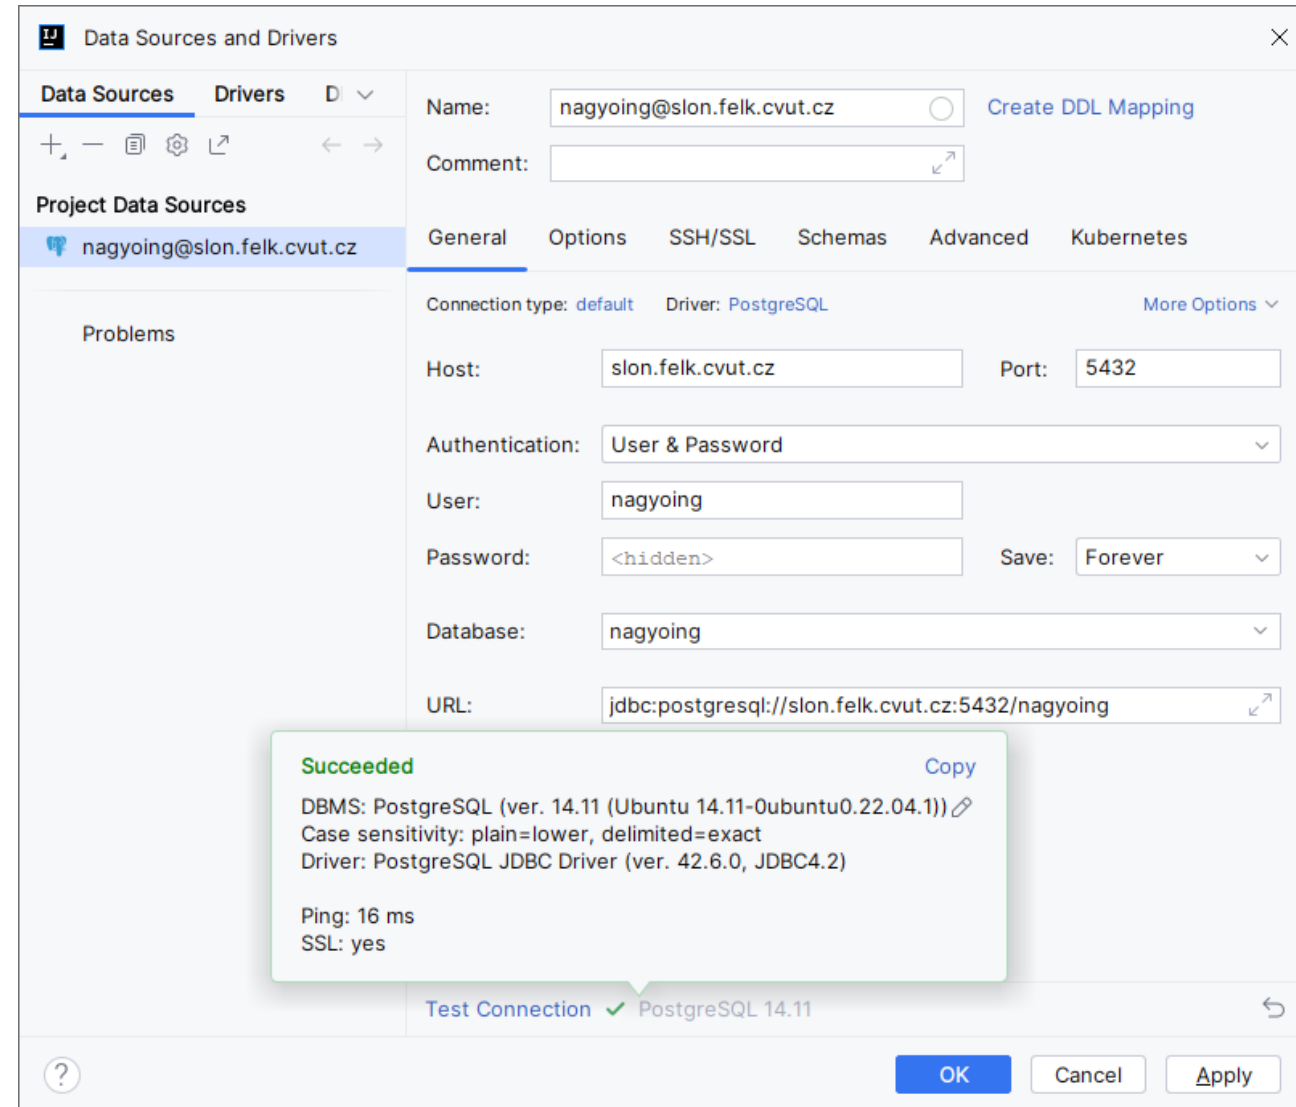 Data Sources and Drivers
Data Sources Drivers
Project Data Sources
nagyoing@slon.felk.cvut.cz
Problems
Name: nagyoing@slon.felk.cvut.cz Create DDL Mapping
Comment:
General Options SSH/SSL Schemas Advanced Kubernetes
Connection type: default Driver: PostgreSQL More Options
Host: slon.felk.cvut.cz Port: 5432
Authentication: User & Password
User: nagyoing
Password: <hidden> Save: Forever
Database: nagyoing
URL: jdbc:postgresql://slon.felk.cvut.cz:5432/nagyoing
Succeeded Copy
DBMS: PostgreSQL (ver. 14.11 (Ubuntu 14.11-0ubuntu0.22.04.1))
Case sensitivity: plain=lower, delimited=exact
Driver: PostgreSQL JDBC Driver (ver. 42.6.0, JDBC4.2)
Ping: 16 ms
SSL: yes
Test Connection PostgreSQL 14.11
? OK Cancel Apply